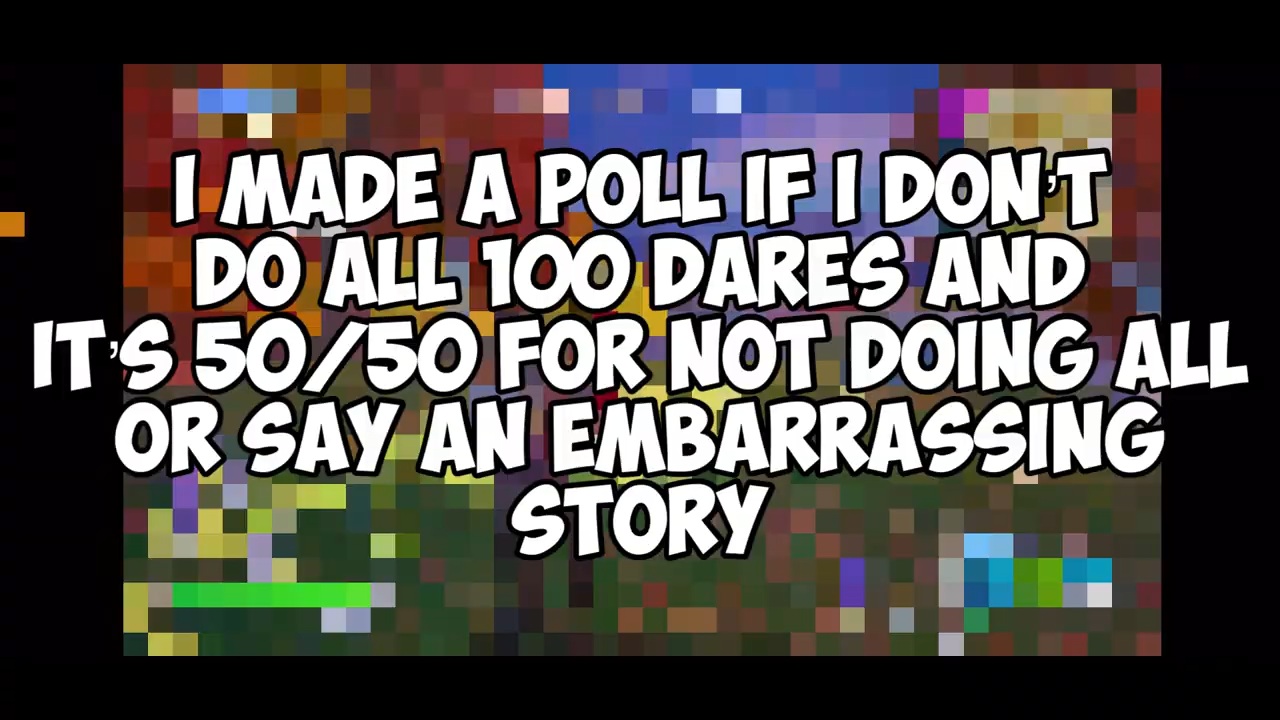 I MADE A POLL IF I DON'T
DO ALL 100 DARES AND
IT'S 50/50 FOR NOT DOING ALL
OR SAY AN EMBARRASSING
STORY